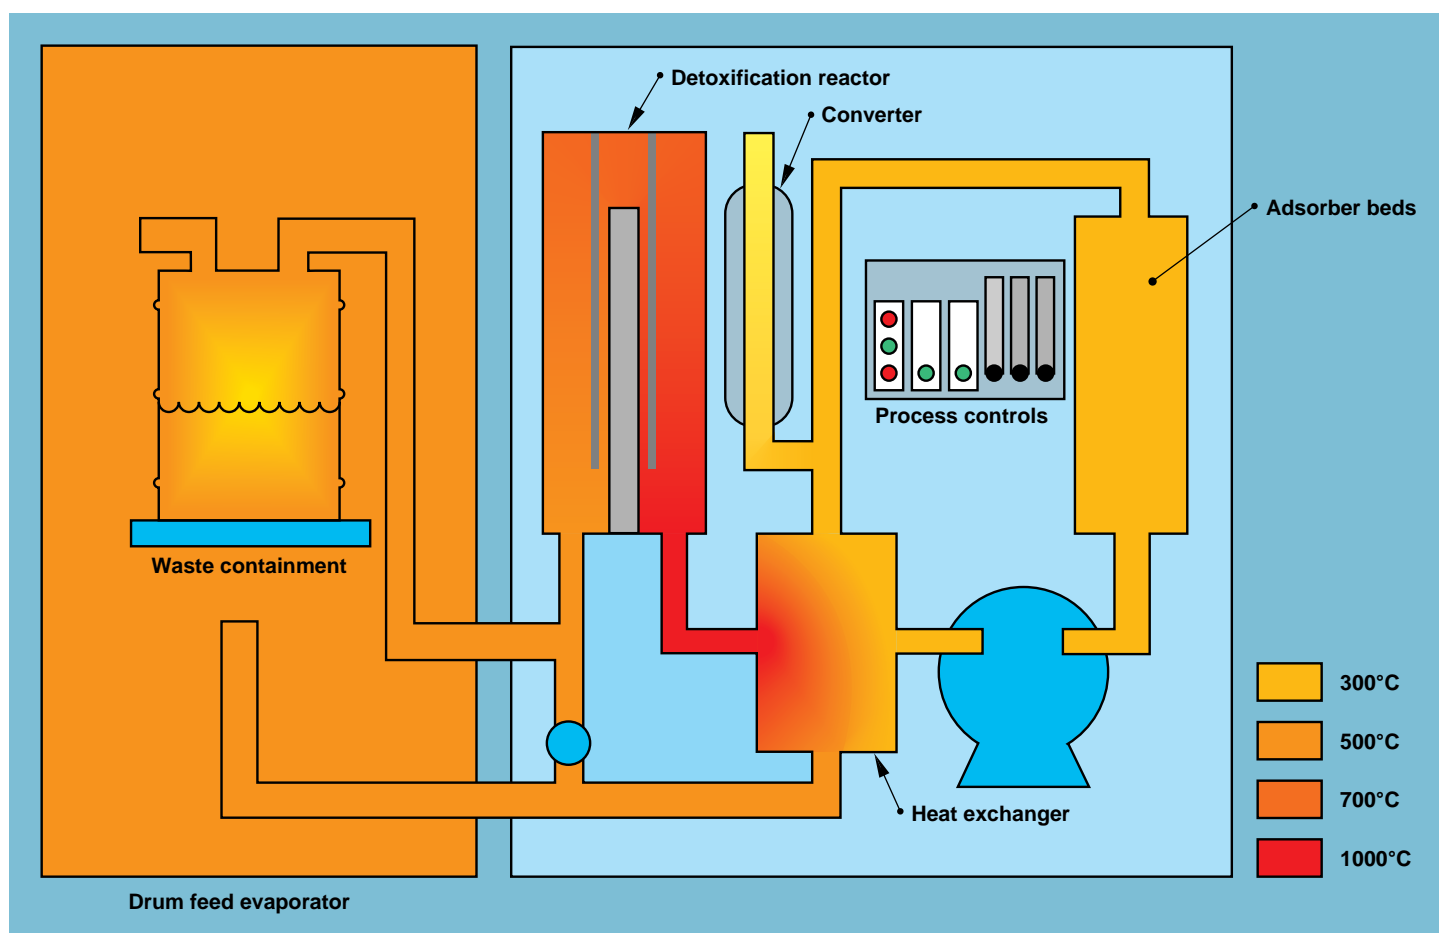 Detoxification reactor
Converter
Adsorber beds
Process controls
Waste containment
300°C
500°C
700°C
Heat exchanger
1000°C
Drum feed evaporator